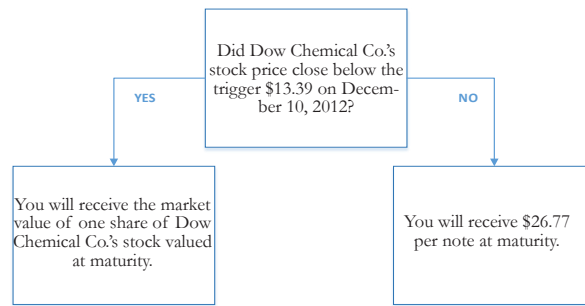 Did Dow Chemical Co.'s
stock price close below the
trigger $13.39 on Decem-
ber 10, 2012?
YES
NO
You will receive the market
value of one share of Dow
Chemical Co.'s stock valued
at maturity.
You will receive $26.77
per note at maturity.